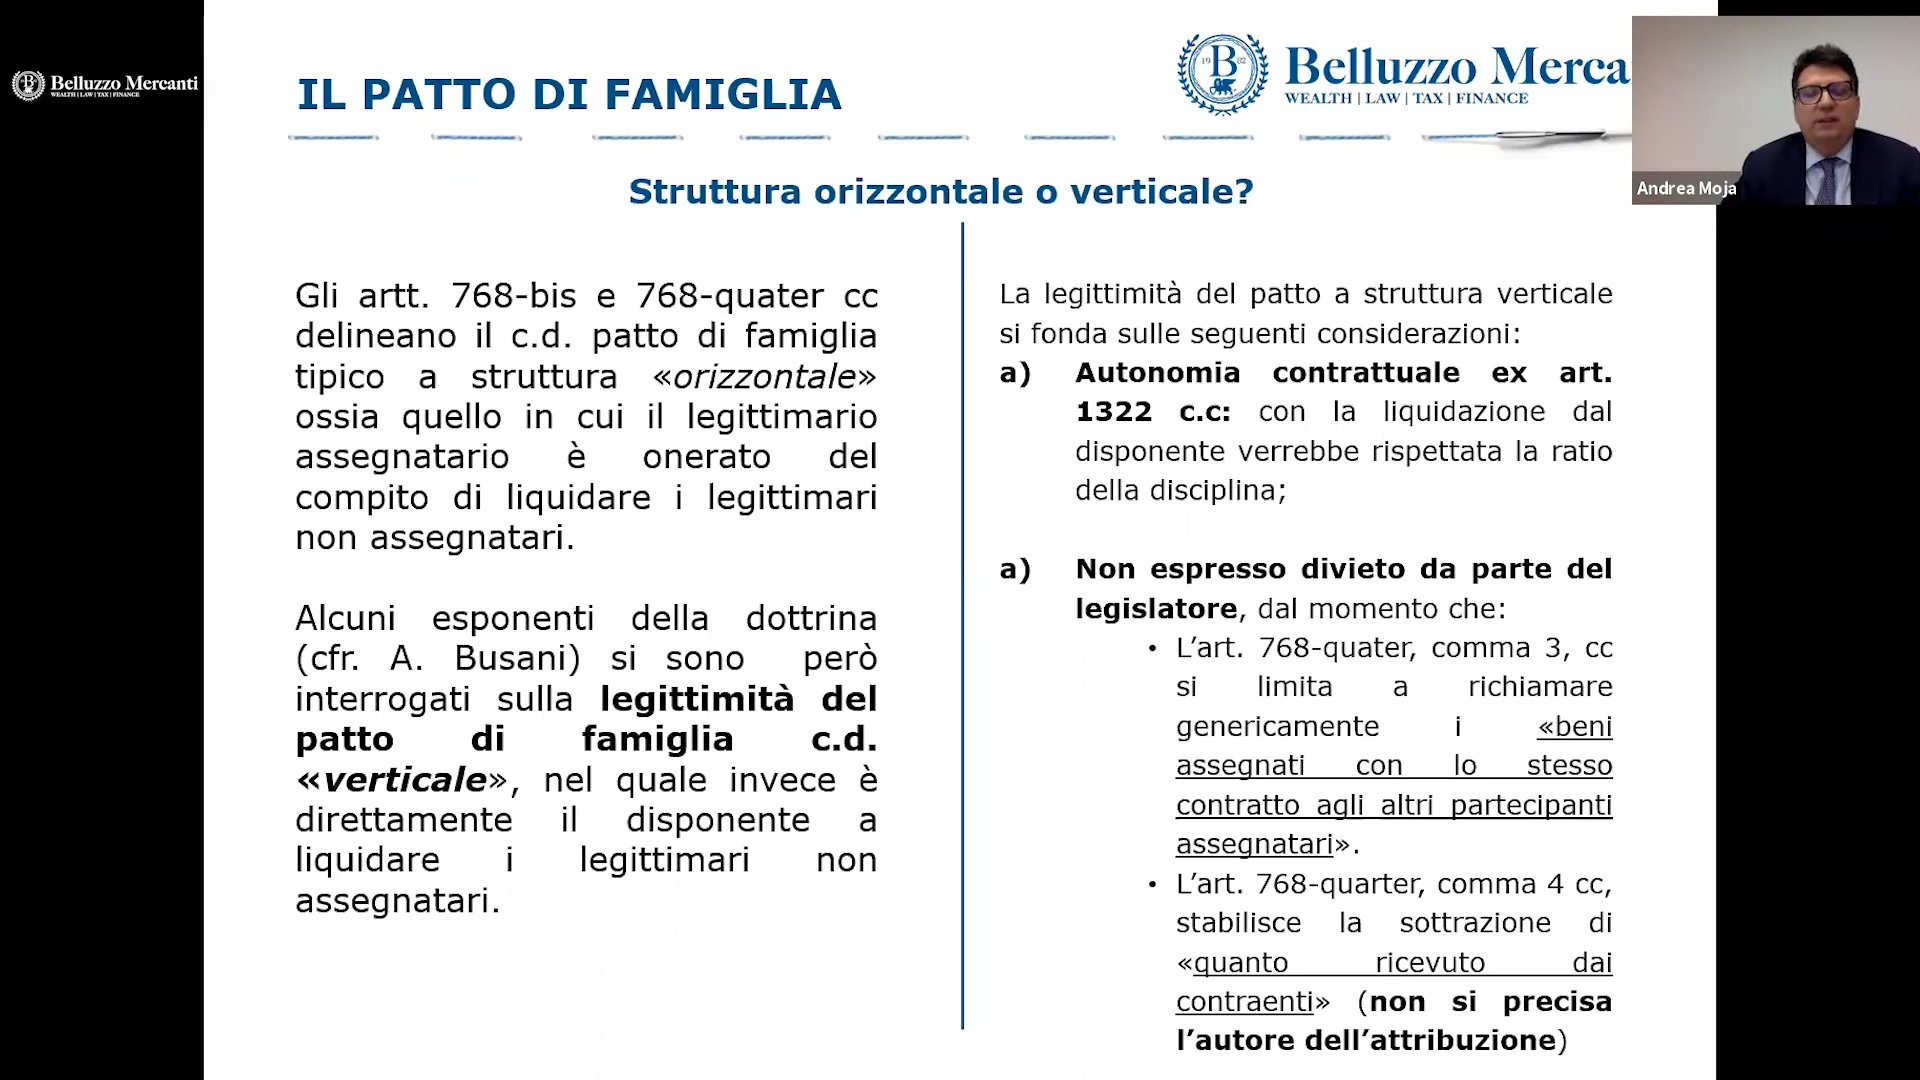 Belluzzo Mercanti
WEALTH | LAW | TAX | FINANCE
IL PATTO DI FAMIGLIA
19 B 82
Belluzzo Merca
WEALTH | LAW | TAX | FINANCE
Andrea Moja
Struttura orizzontale o verticale?
Gli artt. 768-bis e 768-quater cc
delineano il c.d. patto di famiglia
tipico a struttura «orizzontale»
ossia quello in cui il legittimario
assegnatario è onerato del
compito di liquidare i legittimari
non assegnatari.
Alcuni esponenti della dottrina
(cfr. A. Busani) si sono però
interrogati sulla legittimità del
patto di famiglia c.d.
«verticale», nel quale invece è
direttamente il disponente a
liquidare i legittimari non
assegnatari.
La legittimità del patto a struttura verticale
si fonda sulle seguenti considerazioni:
a) Autonomia contrattuale ex art.
1322 c.c: con la liquidazione dal
disponente verrebbe rispettata la ratio
della disciplina;
a) Non espresso divieto da parte del
legislatore, dal momento che:
• L'art. 768-quater, comma 3, cc
si limita a richiamare
genericamente i «beni
assegnati con lo stesso
contratto agli altri partecipanti
assegnatari».
• L'art. 768-quarter, comma 4 cc,
stabilisce la sottrazione di
«quanto ricevuto dai
contraenti» (non si precisa
l'autore dell'attribuzione)